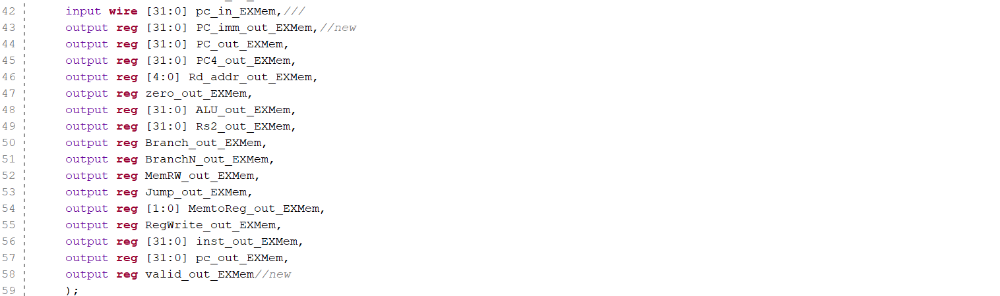 42 input wire [31:0] pc_in_EXMem,///
43 output reg [31:0] PC_imm_out_EXMem,//new
44 output reg [31:0] PC_out_EXMem,
45 output reg [31:0] PC4_out_EXMem,
46 output reg [4:0] Rd_addr_out_EXMem,
47 output reg zero_out_EXMem,
48 output reg [31:0] ALU_out_EXMem,
49 output reg [31:0] Rs2_out_EXMem,
50 output reg Branch_out_EXMem,
51 output reg BranchN_out_EXMem,
52 output reg MemRW_out_EXMem,
53 output reg Jump_out_EXMem,
54 output reg [1:0] MemtoReg_out_EXMem,
55 output reg RegWrite_out_EXMem,
56 output reg [31:0] inst_out_EXMem,
57 output reg [31:0] pc_out_EXMem,
58 output reg valid_out_EXMem//new
59 );